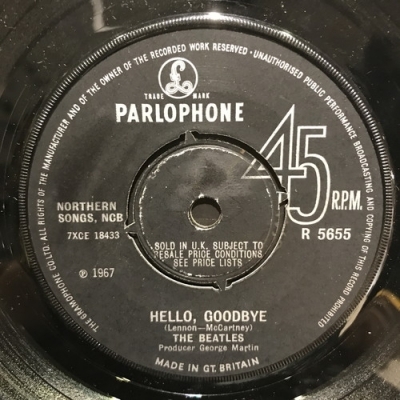 THE GRAMOPHONE CO. LTD. ALL RIGHTS OF THE MANUFACTURER AND OF THE OWNER OF THE RECORDED WORK RESERVED · UNAUTHORISED PUBLIC PERFORMANCE BROADCASTING AND COPYING OF THIS RECORD PROHIBITED
£
TRADE MARK
PARLOPHONE
45
R.P.M.
R 5655
NORTHERN
SONGS, NCB
7XCE 18433
℗ 1967
SOLD IN U.K. SUBJECT TO
RESALE PRICE CONDITIONS
SEE PRICE LISTS
HELLO, GOODBYE
(Lennon—McCartney)
THE BEATLES
Producer George Martin
MADE IN GT. BRITAIN